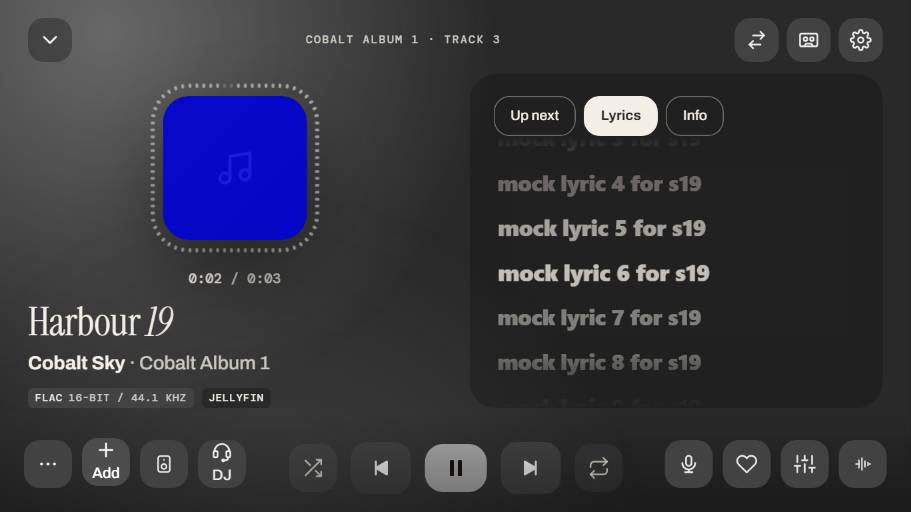 COBALT ALBUM 1 · TRACK 3
0:02 / 0:03
Harbour 19
Cobalt Sky · Cobalt Album 1
FLAC 16-BIT / 44.1 KHZ JELLYFIN
Up next Lyrics Info
mock lyric 4 for s19
mock lyric 5 for s19
mock lyric 6 for s19
mock lyric 7 for s19
mock lyric 8 for s19
Add
DJ